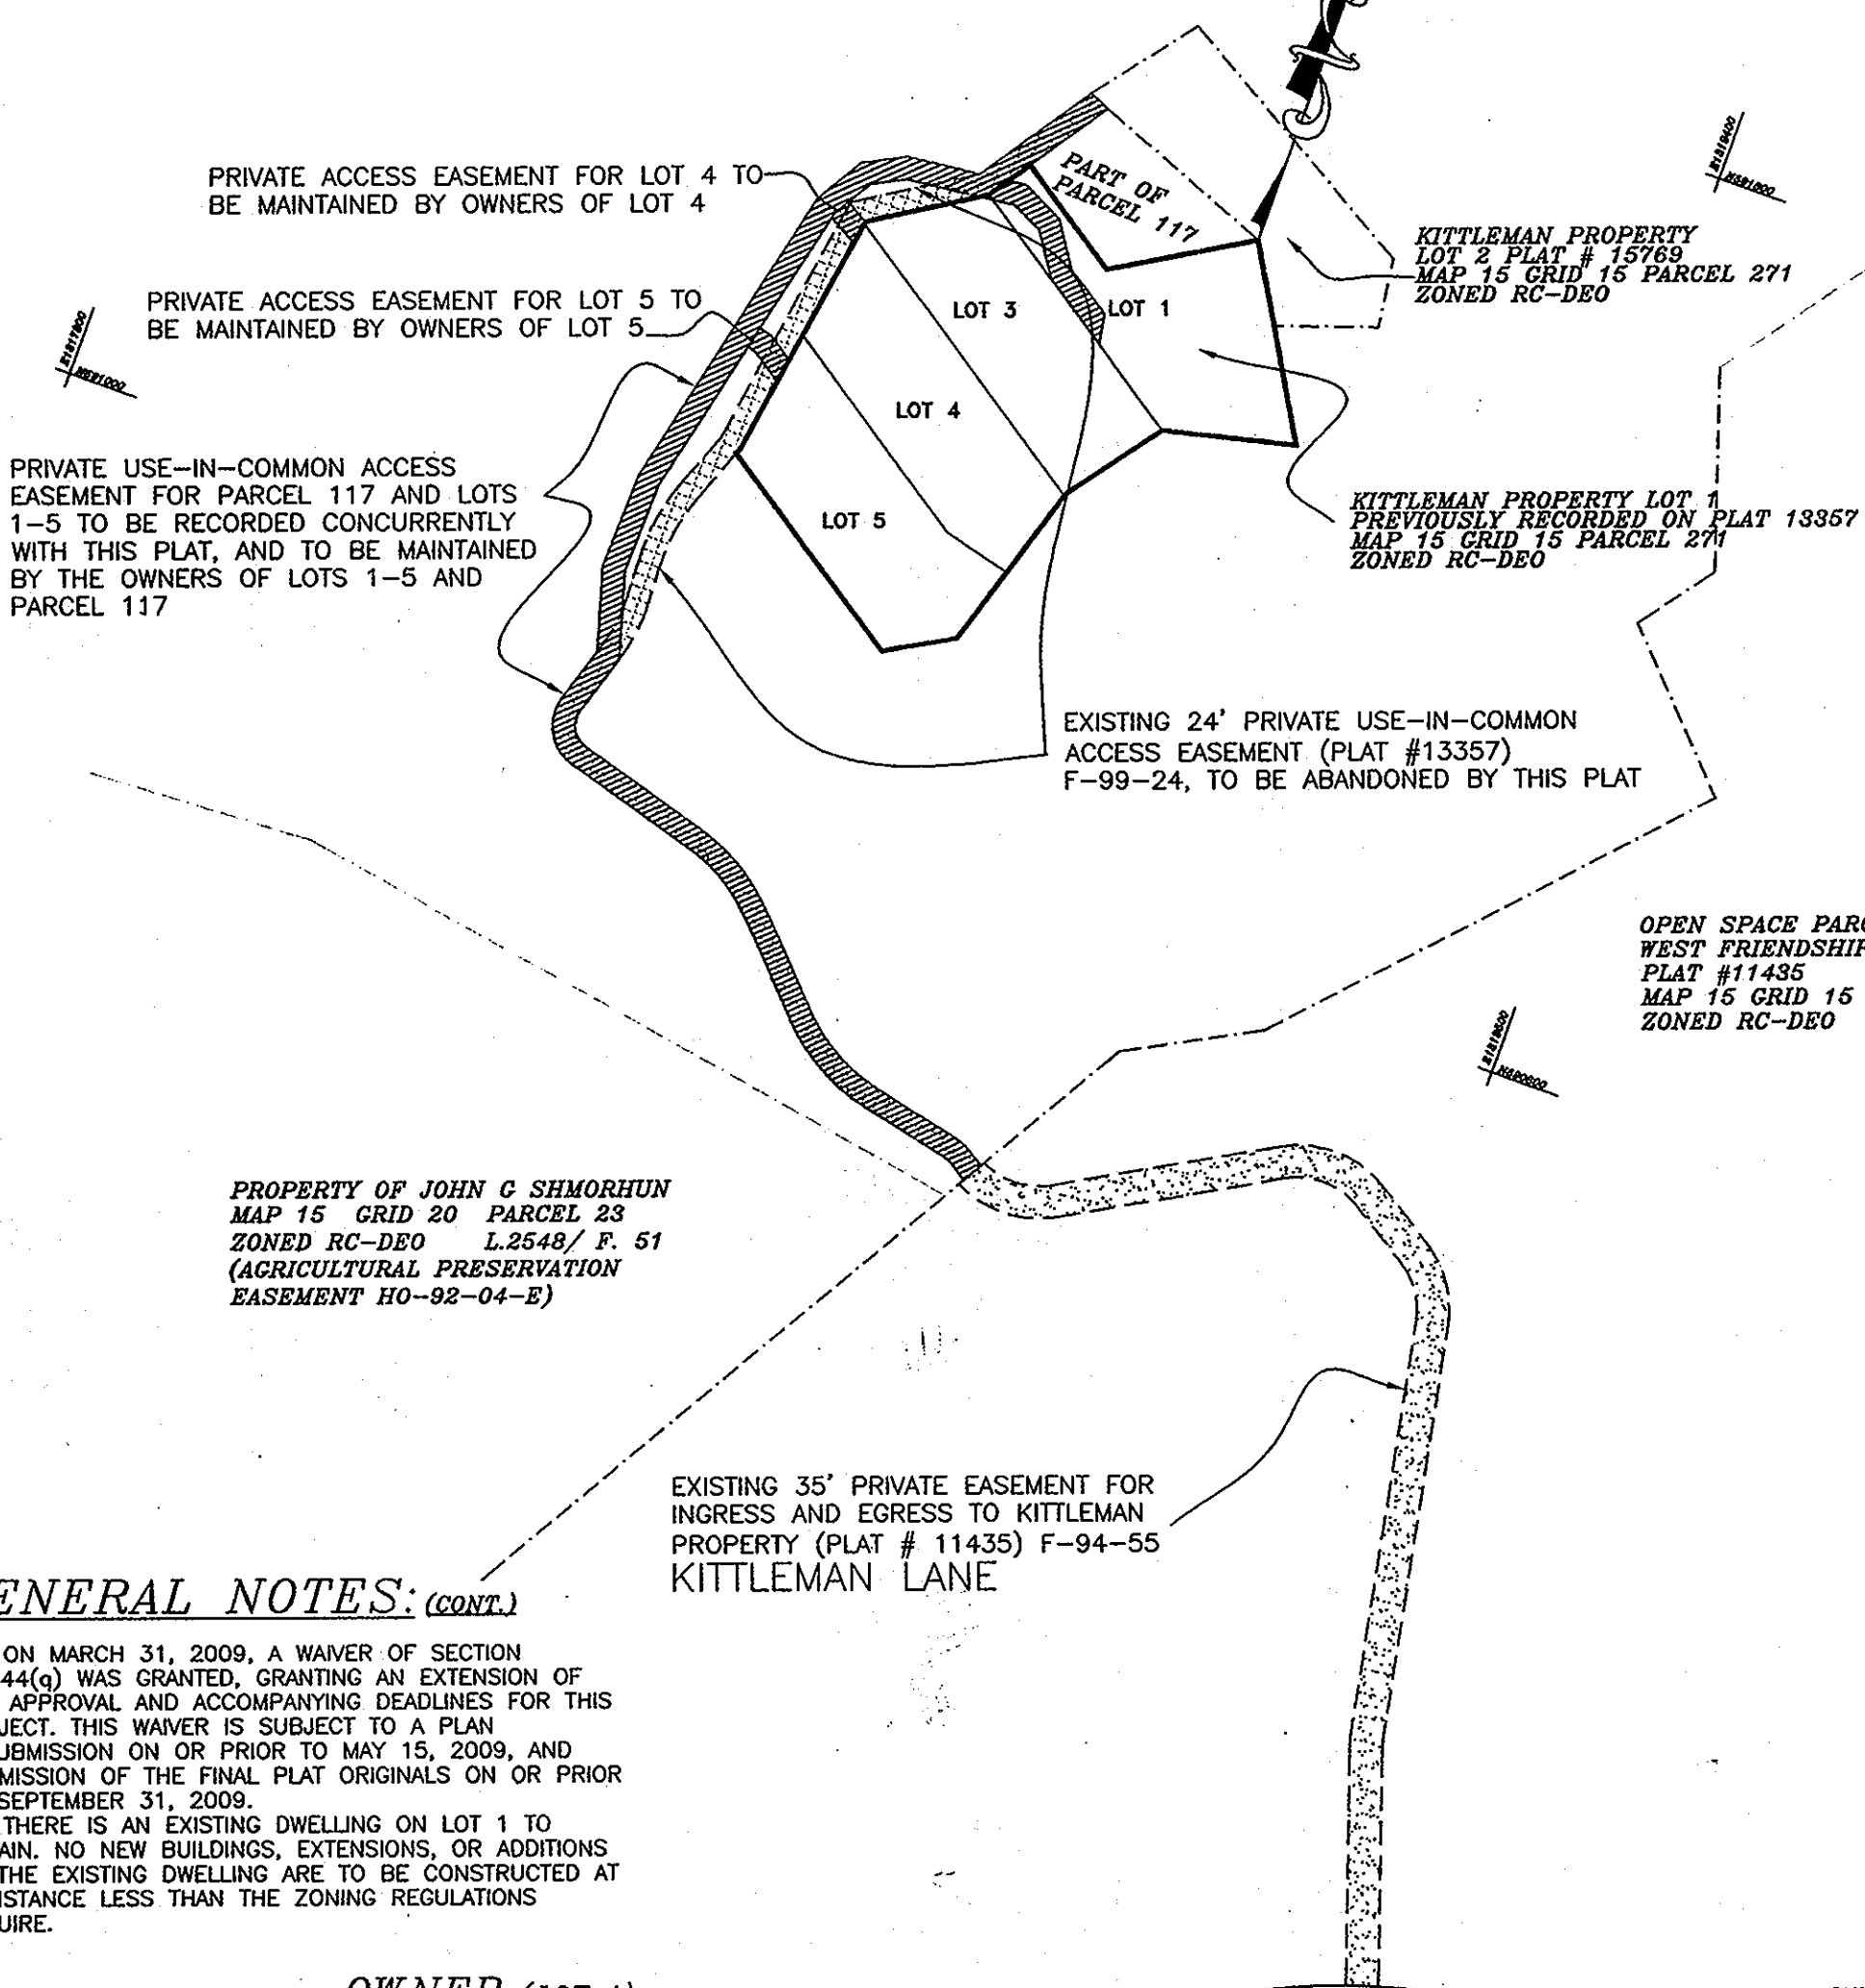 PRIVATE ACCESS EASEMENT FOR LOT 4 TO
BE MAINTAINED BY OWNERS OF LOT 4
PRIVATE ACCESS EASEMENT FOR LOT 5 TO
BE MAINTAINED BY OWNERS OF LOT 5
PRIVATE USE-IN-COMMON ACCESS
EASEMENT FOR PARCEL 117 AND LOTS
1-5 TO BE RECORDED CONCURRENTLY
WITH THIS PLAT, AND TO BE MAINTAINED
BY THE OWNERS OF LOTS 1-5 AND
PARCEL 117
PART OF
PARCEL 117
LOT 3
LOT 1
LOT 4
LOT 5
KITTLEMAN PROPERTY
LOT 2 PLAT # 15769
MAP 15 GRID 15 PARCEL 271
ZONED RC-DEO
KITTLEMAN PROPERTY LOT 1
PREVIOUSLY RECORDED ON PLAT 13357
MAP 15 GRID 15 PARCEL 271
ZONED RC-DEO
EXISTING 24' PRIVATE USE-IN-COMMON
ACCESS EASEMENT (PLAT #13357)
F-99-24, TO BE ABANDONED BY THIS PLAT
OPEN SPACE PARC
WEST FRIENDSHIP
PLAT #11435
MAP 15 GRID 15
ZONED RC-DEO
PROPERTY OF JOHN G SHMORHUN
MAP 15 GRID 20 PARCEL 23
ZONED RC-DEO L.2548/ F. 51
(AGRICULTURAL PRESERVATION
EASEMENT HO-92-04-E)
EXISTING 35' PRIVATE EASEMENT FOR
INGRESS AND EGRESS TO KITTLEMAN
PROPERTY (PLAT # 11435) F-94-55
KITTLEMAN LANE
ENERAL NOTES: (CONT.)
ON MARCH 31, 2009, A WAIVER OF SECTION
44(q) WAS GRANTED, GRANTING AN EXTENSION OF
APPROVAL AND ACCOMPANYING DEADLINES FOR THIS
JECT. THIS WAIVER IS SUBJECT TO A PLAN
UBMISSION ON OR PRIOR TO MAY 15, 2009, AND
MISSION OF THE FINAL PLAT ORIGINALS ON OR PRIOR
SEPTEMBER 31, 2009.
THERE IS AN EXISTING DWELLING ON LOT 1 TO
AIN. NO NEW BUILDINGS, EXTENSIONS, OR ADDITIONS
THE EXISTING DWELLING ARE TO BE CONSTRUCTED AT
ISTANCE LESS THAN THE ZONING REGULATIONS
UIRE.